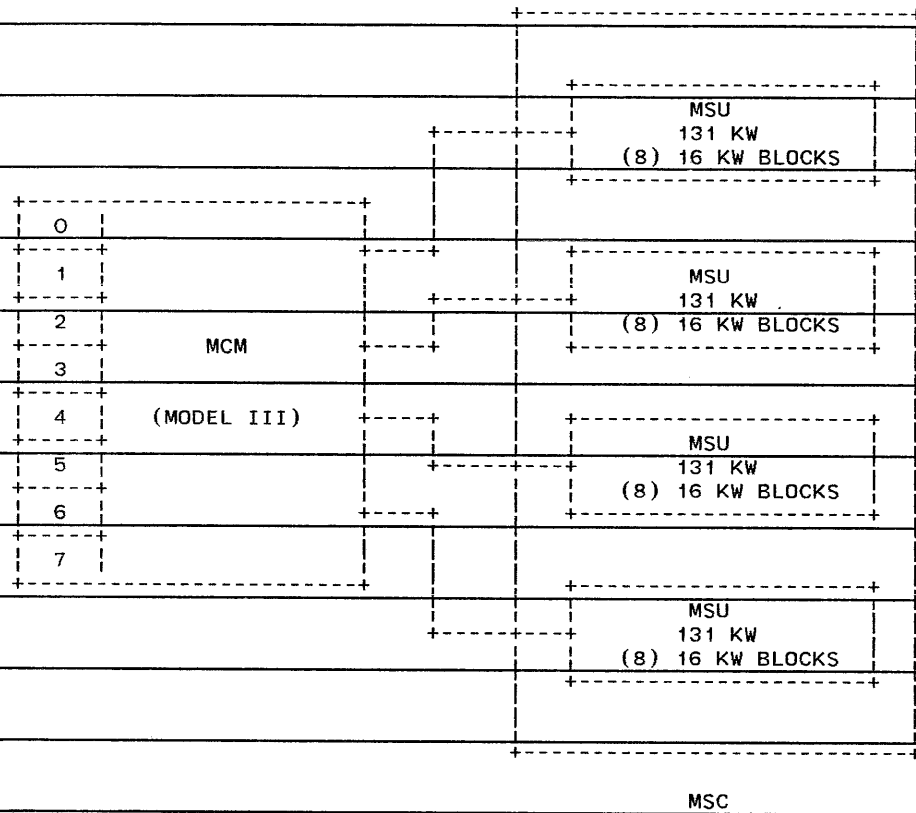 MSU
131 KW
(8) 16 KW BLOCKS
0
1
MSU
131 KW
2
(8) 16 KW BLOCKS
MCM
3
4
(MODEL III)
MSU
5
131 KW
(8) 16 KW BLOCKS
6
7
MSU
131 KW
(8) 16 KW BLOCKS
MSC